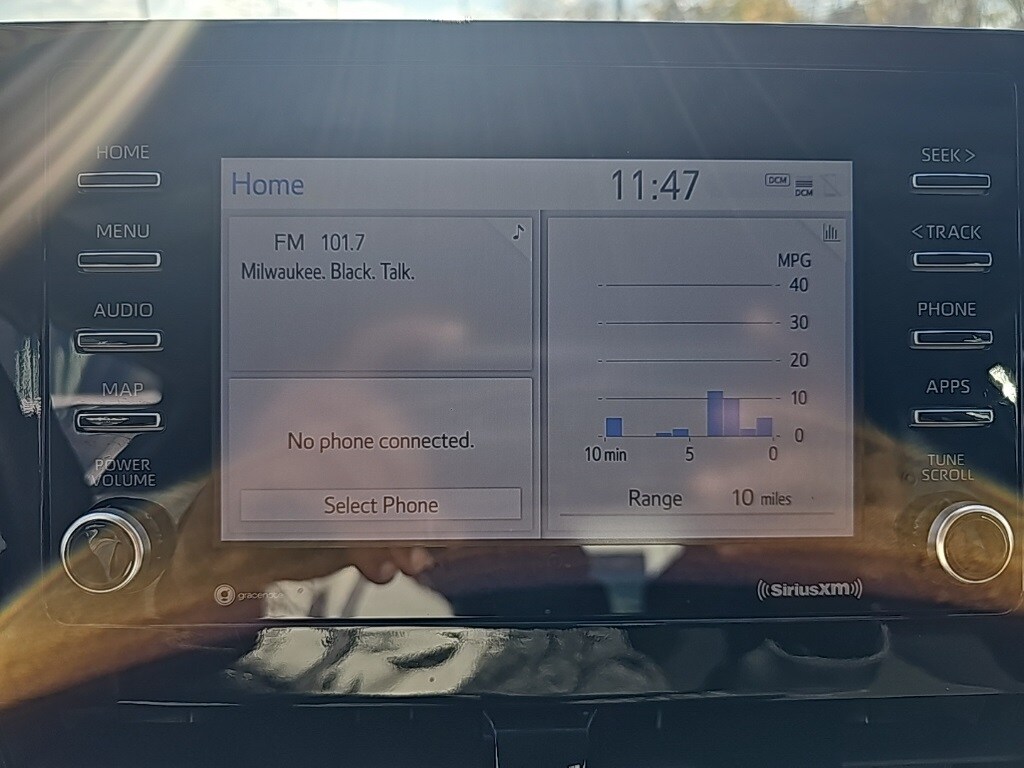 HOME
MENU
AUDIO
MAP
POWER
VOLUME
Home
11:47
DCM
DCM
FM 101.7
Milwaukee. Black. Talk.
No phone connected.
Select Phone
MPG
40
30
20
10
0
10 min 5 0
Range 10 miles
SEEK >
< TRACK
PHONE
APPS
TUNE
SCROLL
gracenote
((SiriusXM))